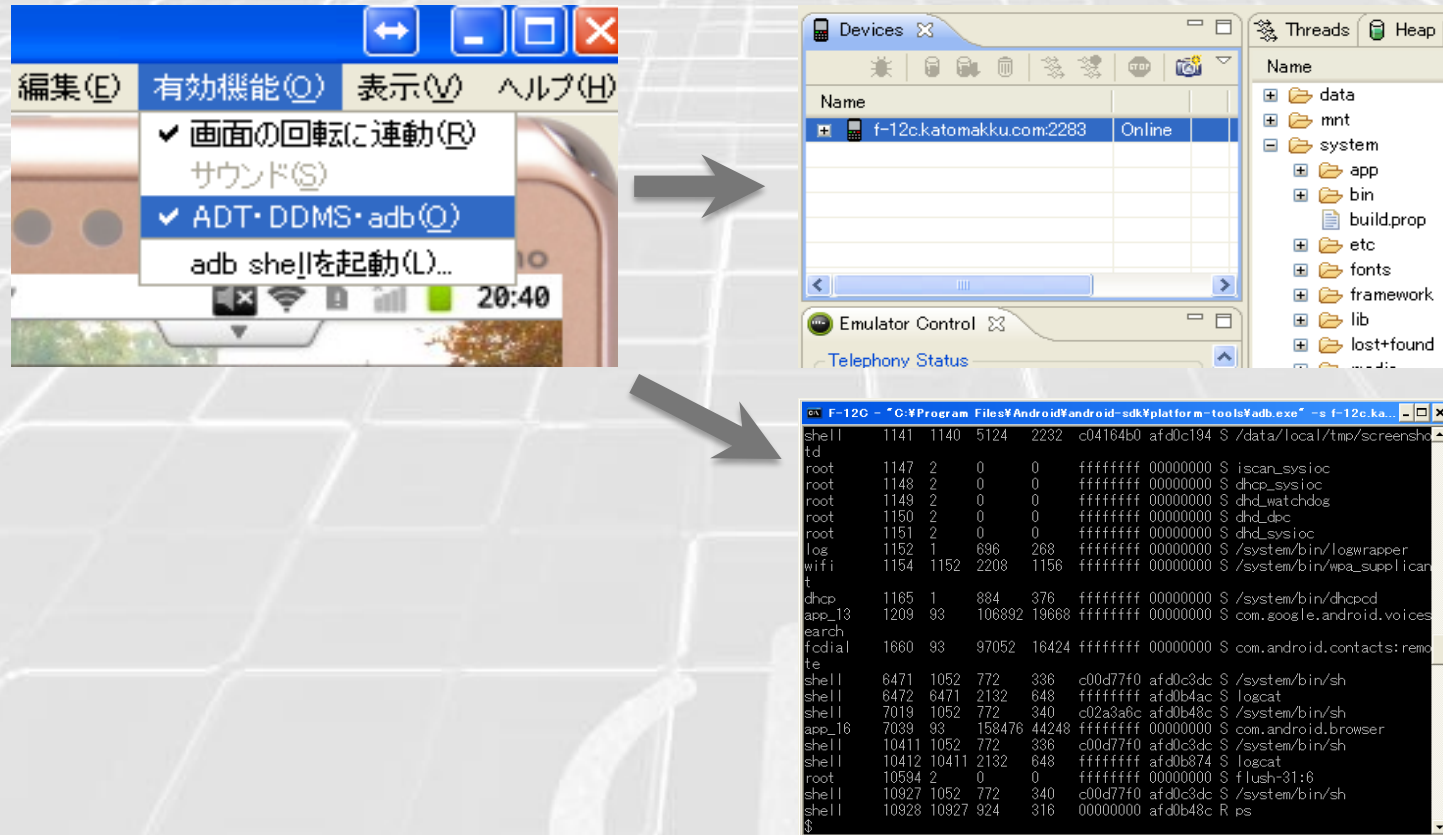 編集(E) 有効機能(O) 表示(V) ヘルプ(H)
画面の回転に連動(R)
サウンド(S)
ADT・DDMS・adb(O)
adb shellを起動(L)...
20:40
Devices
Name
f-12c.katomakku.com:2283 Online
Emulator Control
Telephony Status
Threads Heap
Name
data
mnt
system
app
bin
build.prop
etc
fonts
framework
lib
lost+found
F-12C - "C:¥Program Files¥Android¥android-sdk¥platform-tools¥adb.exe" -s f-12c.ka...
shell 1141 1140 5124 2232 c04164b0 afd0c194 S /data/local/tmp/screensho
td
root 1147 2 0 0 ffffffff 00000000 S iscan_sysioc
root 1148 2 0 0 ffffffff 00000000 S dhcp_sysioc
root 1149 2 0 0 ffffffff 00000000 S dhd_watchdog
root 1150 2 0 0 ffffffff 00000000 S dhd_dpc
root 1151 2 0 0 ffffffff 00000000 S dhd_sysioc
log 1152 1 696 268 ffffffff 00000000 S /system/bin/logwrapper
wifi 1154 1152 2208 1156 ffffffff 00000000 S /system/bin/wpa_supplican
t
dhcp 1165 1 884 376 ffffffff 00000000 S /system/bin/dhcpcd
app_13 1209 93 106892 19668 ffffffff 00000000 S com.google.android.voices
earch
fcdial 1660 93 97052 16424 ffffffff 00000000 S com.android.contacts:remo
te
shell 6471 1052 772 336 c00d77f0 afd0c3dc S /system/bin/sh
shell 6472 6471 2132 648 ffffffff afd0b4ac S logcat
shell 7019 1052 772 340 c02a3a6c afd0b48c S /system/bin/sh
app_16 7039 93 158476 44248 ffffffff 00000000 S com.android.browser
shell 10411 1052 772 336 c00d77f0 afd0c3dc S /system/bin/sh
shell 10412 10411 2132 648 ffffffff afd0b874 S logcat
root 10594 2 0 0 ffffffff 00000000 S flush-31:6
shell 10927 1052 772 340 c00d77f0 afd0c3dc S /system/bin/sh
shell 10928 10927 924 316 00000000 afd0b48c R ps
$